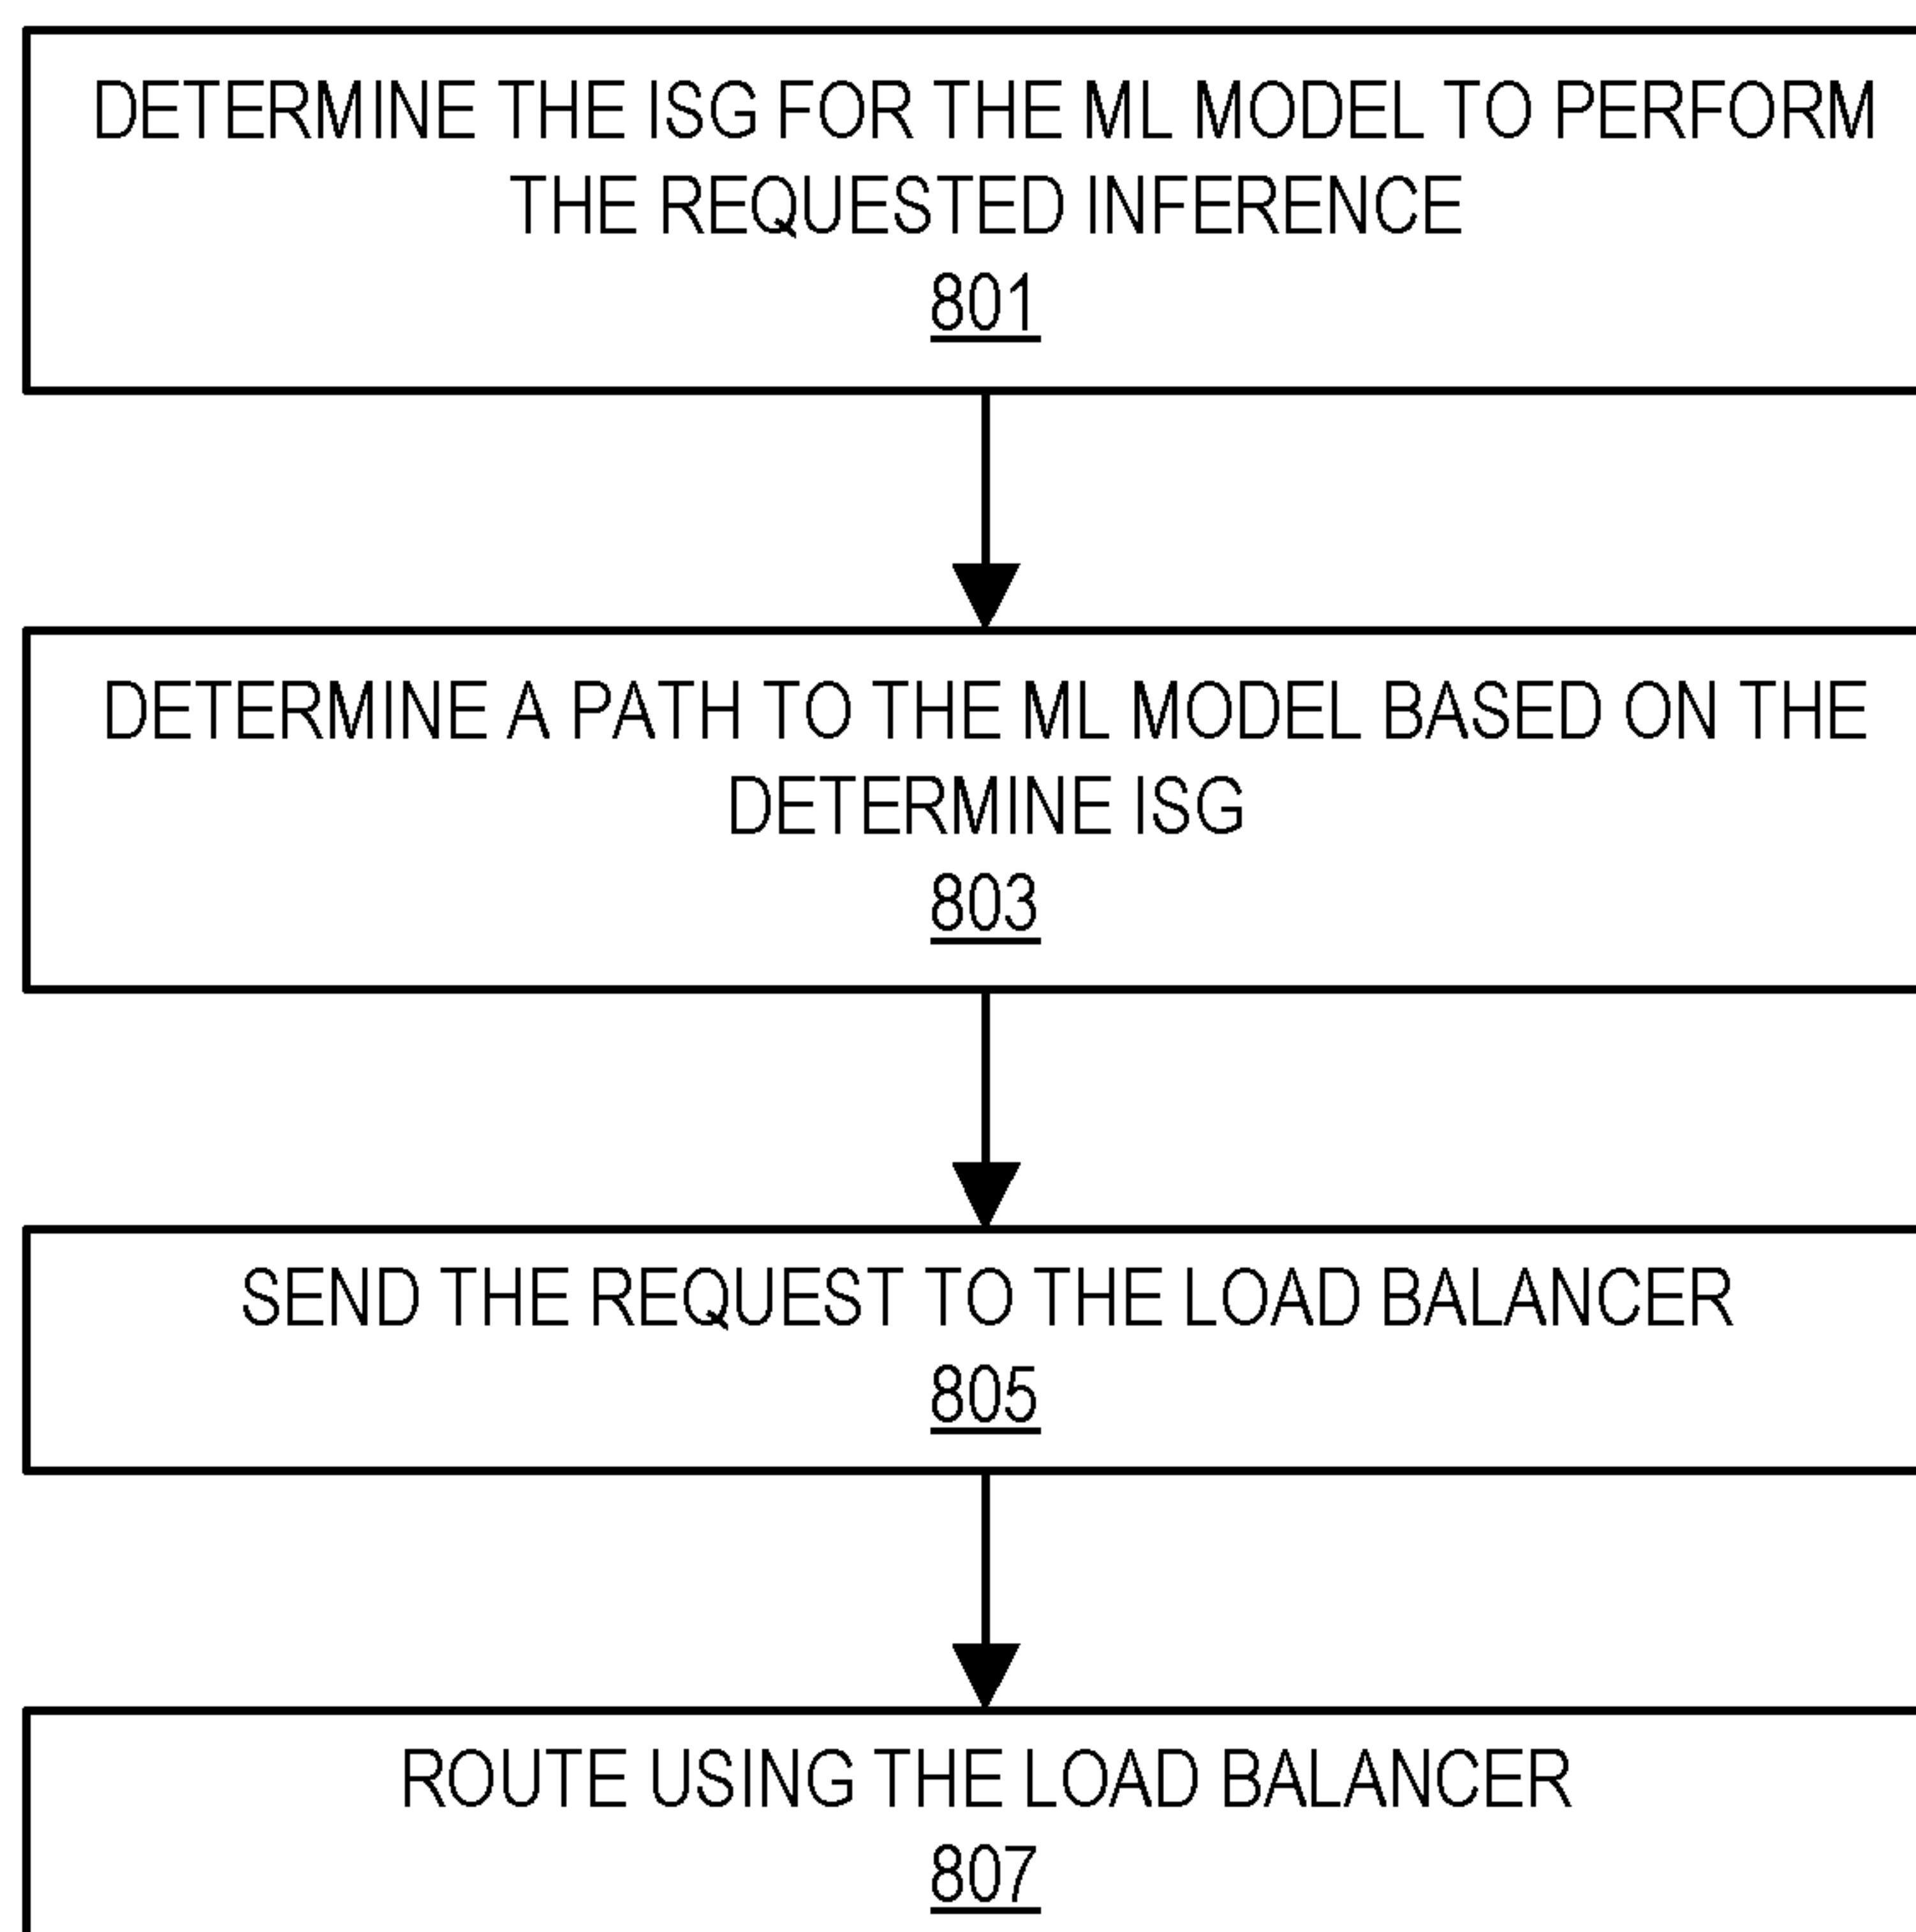 DETERMINE THE ISG FOR THE ML MODEL TO PERFORM
THE REQUESTED INFERENCE
801
DETERMINE A PATH TO THE ML MODEL BASED ON THE
DETERMINE ISG
803
SEND THE REQUEST TO THE LOAD BALANCER
805
ROUTE USING THE LOAD BALANCER
807